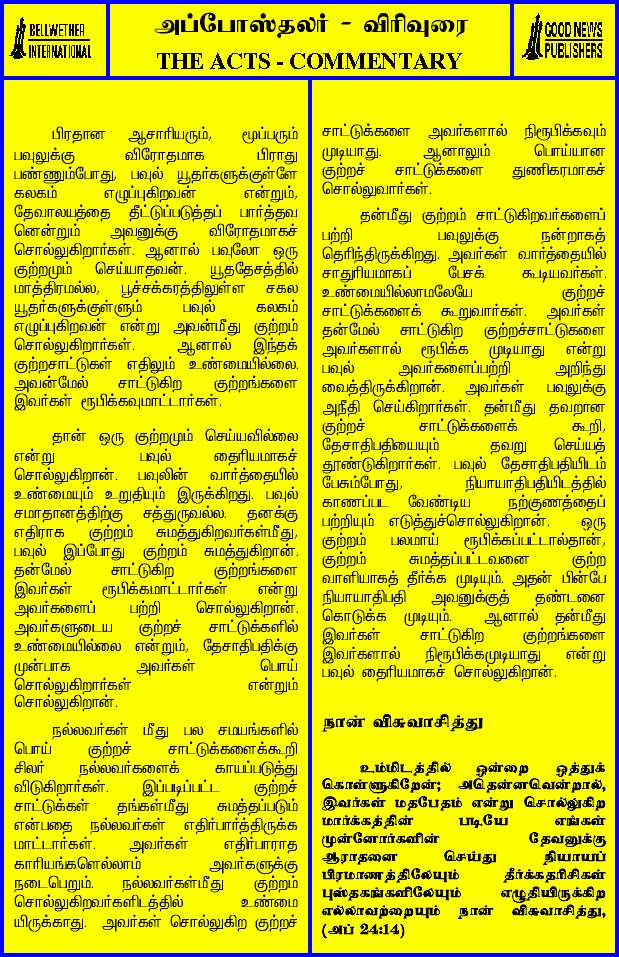 BELLWETHER
INTERNATIONAL
அப்போஸ்தலர் - விரிவுரை
THE ACTS - COMMENTARY
GOOD NEWS
PUBLISHERS
பிரதான ஆசாரியரும், மூப்பரும்
பவுலுக்கு விரோதமாக பிராது
பண்ணும்போது, பவுல் யூதர்களுக்குள்ளே
கலகம் எழுப்புகிறவன் என்றும்,
தேவாலயத்தை தீட்டுப்படுத்தப் பார்த்தவ
னென்றும் அவனுக்கு விரோதமாகச்
சொல்லுகிறார்கள். ஆனால் பவுலோ ஒரு
குற்றமும் செய்யாதவன். யூததேசத்தில்
மாத்திரமல்ல, பூச்சக்கரத்திலுள்ள சகல
யூதர்களுக்குள்ளும் பவுல் கலகம்
எழுப்புகிறவன் என்று அவன்மீது குற்றம்
சொல்லுகிறார்கள். ஆனால் இந்தக்
குற்றசாட்டுகள் எதிலும் உண்மையில்லை.
அவன்மேல் சாட்டுகிற குற்றங்களை
இவர்கள் ரூபிக்கவுமாட்டார்கள்.
தான் ஒரு குற்றமும் செய்யவில்லை
என்று பவுல் தைரியமாகச்
சொல்லுகிறான். பவுலின் வார்த்தையில்
உண்மையும் உறுதியும் இருக்கிறது. பவுல்
சமாதானத்திற்கு சத்துருவல்ல. தனக்கு
எதிராக குற்றம் சுமத்துகிறவர்கள்மீது,
பவுல் இப்போது குற்றம் சுமத்துகிறான்.
தன்மேல் சாட்டுகிற குற்றங்களை
இவர்கள் ரூபிக்கமாட்டார்கள் என்று
அவர்களைப் பற்றி சொல்லுகிறான்.
அவர்களுடைய குற்றச் சாட்டுக்களில்
உண்மையில்லை என்றும், தேசாதிபதிக்கு
முன்பாக அவர்கள் பொய்
சொல்லுகிறார்கள் என்றும்
சொல்லுகிறான்.
நல்லவர்கள் மீது பல சமயங்களில்
பொய் குற்றச் சாட்டுக்களைக்கூறி
சிலர் நல்லவர்களைக் காயப்படுத்து
விடுகிறார்கள். இப்படிப்பட்ட குற்றச்
சாட்டுக்கள் தங்கள்மீது சுமத்தப்படும்
என்பதை நல்லவர்கள் எதிர்பார்த்திருக்க
மாட்டார்கள். அவர்கள் எதிர்பாராத
காரியங்களெல்லாம் அவர்களுக்கு
நடைபெறும். நல்லவர்கள்மீது குற்றம்
சொல்லுகிறவர்களிடத்தில் உண்மை
யிருக்காது. அவர்கள் சொல்லுகிற குற்றச்
சாட்டுக்களை அவர்களால் நிரூபிக்கவும்
முடியாது. ஆனாலும் பொய்யான
குற்றச் சாட்டுக்களை துணிகரமாகச்
சொல்லுவார்கள்.
தன்மீது குற்றம் சாட்டுகிறவர்களைப்
பற்றி பவுலுக்கு நன்றாகத்
தெரிந்திருக்கிறது. அவர்கள் வார்த்தையில்
சாதுரியமாகப் பேசக் கூடியவர்கள்.
உண்மையில்லாமலேயே குற்றச்
சாட்டுக்களைக் கூறுவார்கள். அவர்கள்
தன்மேல் சாட்டுகிற குற்றச்சாட்டுகளை
அவர்களால் ரூபிக்க முடியாது என்று
பவுல் அவர்களைப்பற்றி அறிந்து
வைத்திருக்கிறான். அவர்கள் பவுலுக்கு
அநீதி செய்கிறார்கள். தன்மீது தவறான
குற்றச் சாட்டுக்களைக் கூறி,
தேசாதிபதியையும் தவறு செய்யத்
தூண்டுகிறார்கள். பவுல் தேசாதிபதியிடம்
பேசும்போது, நியாயாதிபதியிடத்தில்
காணப்பட வேண்டிய நற்குணத்தைப்
பற்றியும் எடுத்துச்சொல்லுகிறான். ஒரு
குற்றம் பலமாய் ரூபிக்கப்பட்டால்தான்,
குற்றம் சுமத்தப்பட்டவனை குற்ற
வாளியாகத் தீர்க்க முடியும். அதன் பின்பே
நியாயாதிபதி அவனுக்குத் தண்டனை
கொடுக்க முடியும். ஆனால் தன்மீது
இவர்கள் சாட்டுகிற குற்றங்களை
இவர்களால் நிரூபிக்கமுடியாது என்று
பவுல் தைரியமாகச் சொல்லுகிறான்.
நான் விசுவாசித்து
உம்மிடத்தில் ஒன்றை ஒத்துக்
கொள்ளுகிறேன்; அதென்னவென்றால்,
இவர்கள் மதபேதம் என்று சொல்லுகிற
மார்க்கத்தின் படியே எங்கள்
முன்னோர்களின் தேவனுக்கு
ஆராதனை செய்து நியாயப்
பிரமாணத்திலேயும் தீர்க்கதரிசிகள்
புஸ்தகங்களிலேயும் எழுதியிருக்கிற
எல்லாவற்றையும் நான் விசுவாசித்து,
(அப் 24:14)